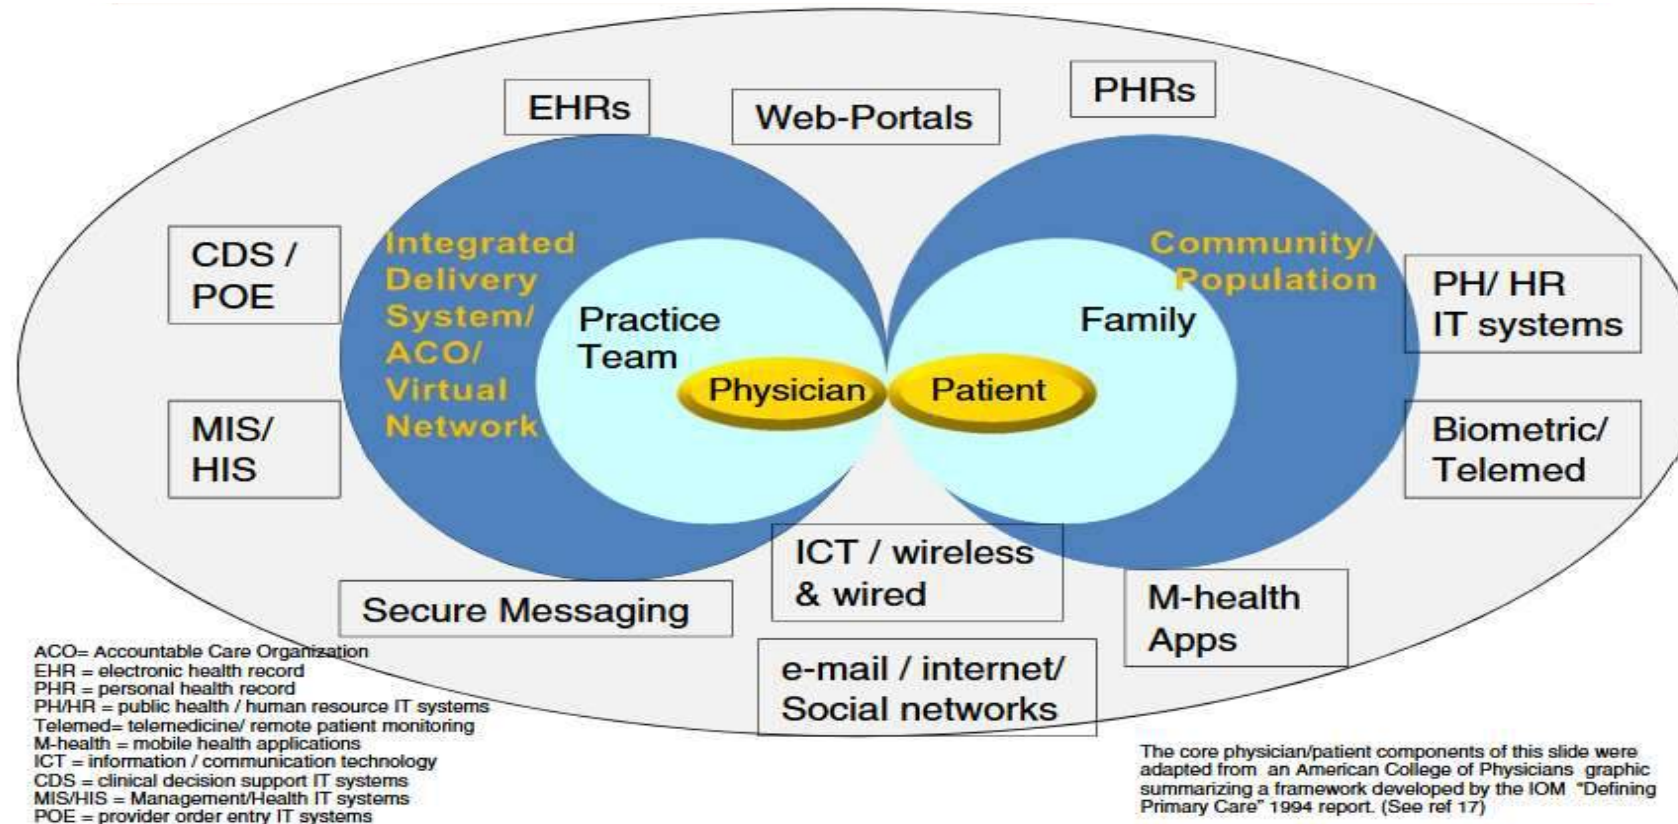 EHRs
Web-Portals
PHRs
CDS /
POE
Integrated
Delivery
System/
ACO/
Virtual
Network
Practice
Team
Physician
Patient
Family
Community/
Population
PH/ HR
IT systems
MIS/
HIS
Biometric/
Telemed
ICT / wireless
& wired
Secure Messaging
M-health
Apps
e-mail / internet/
Social networks
ACO= Accountable Care Organization
EHR = electronic health record
PHR = personal health record
PH/HR = public health / human resource IT systems
Telemed= telemedicine/ remote patient monitoring
M-health = mobile health applications
ICT = information / communication technology
CDS = clinical decision support IT systems
MIS/HIS = Management/Health IT systems
POE = provider order entry IT systems
The core physician/patient components of this slide were
adapted from an American College of Physicians graphic
summarizing a framework developed by the IOM "Defining
Primary Care" 1994 report. (See ref 17)